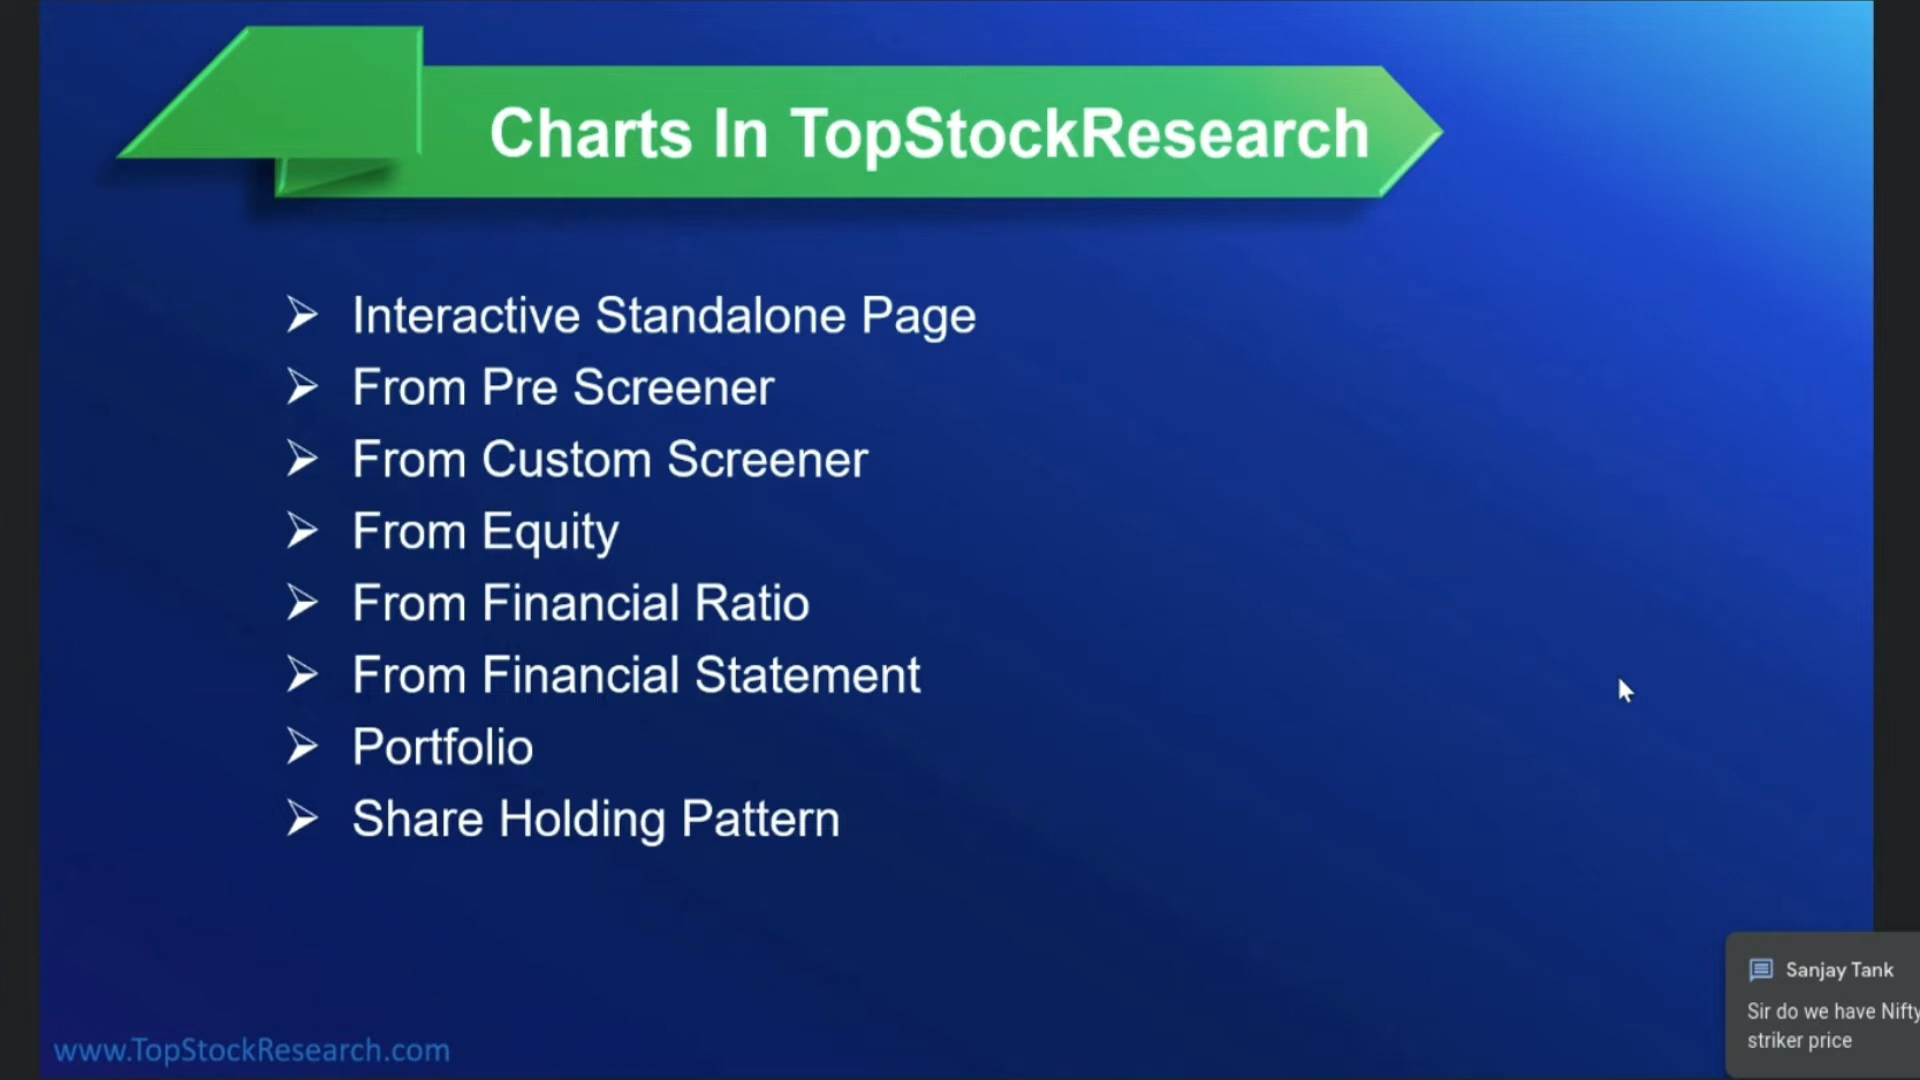 Charts In TopStockResearch
Interactive Standalone Page
From Pre Screener
From Custom Screener
From Equity
From Financial Ratio
From Financial Statement
Portfolio
Share Holding Pattern
www.TopStockResearch.com
Sanjay Tank
Sir do we have Nifty
striker price